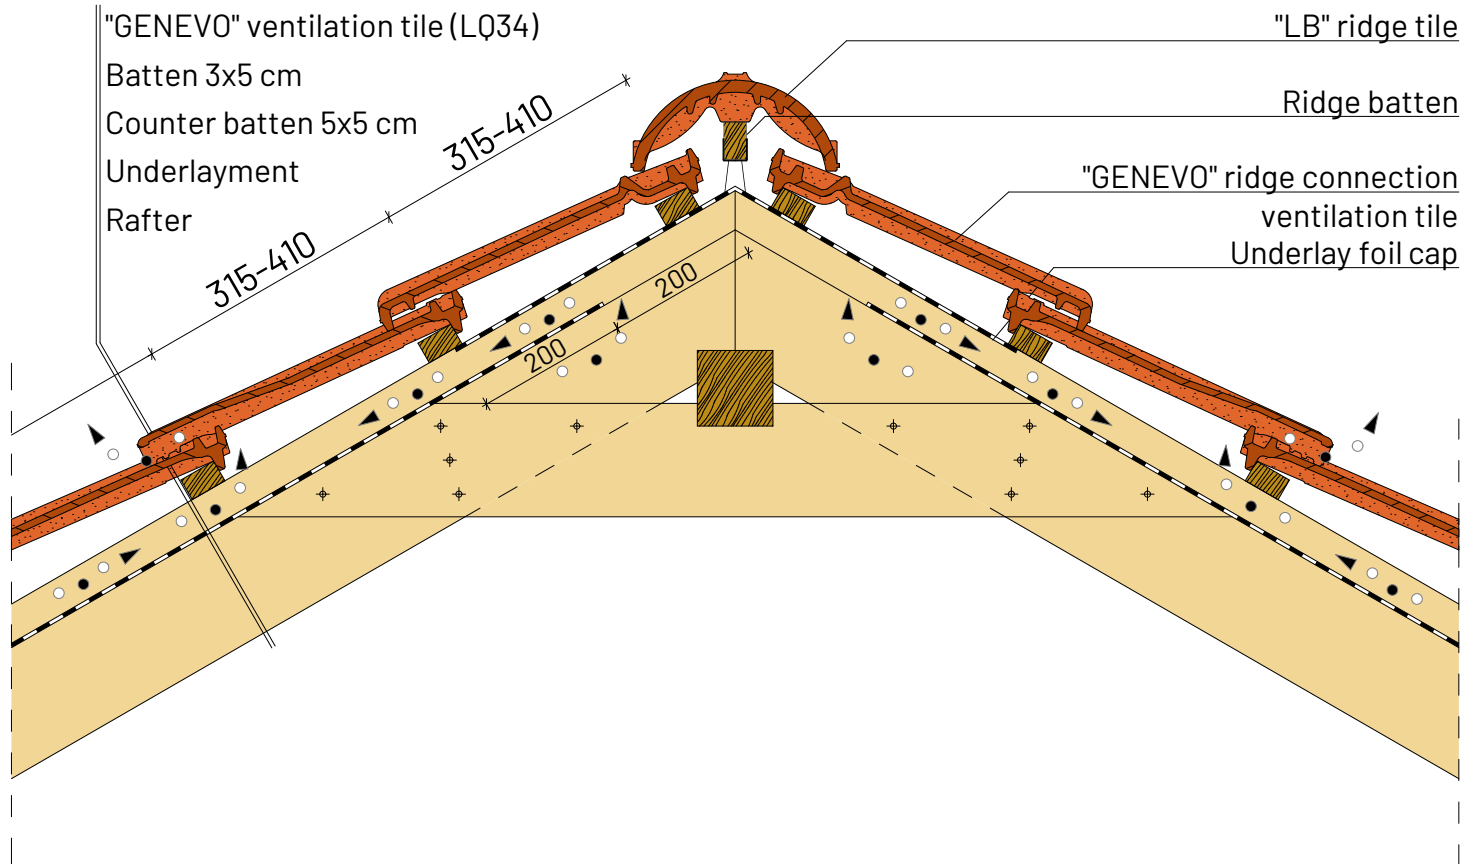 "GENEVO" ventilation tile (LQ34)
Batten 3x5 cm
Counter batten 5x5 cm
Underlayment
Rafter
"LB" ridge tile
Ridge batten
"GENEVO" ridge connection
ventilation tile
Underlay foil cap
315-410
315-410
200
200